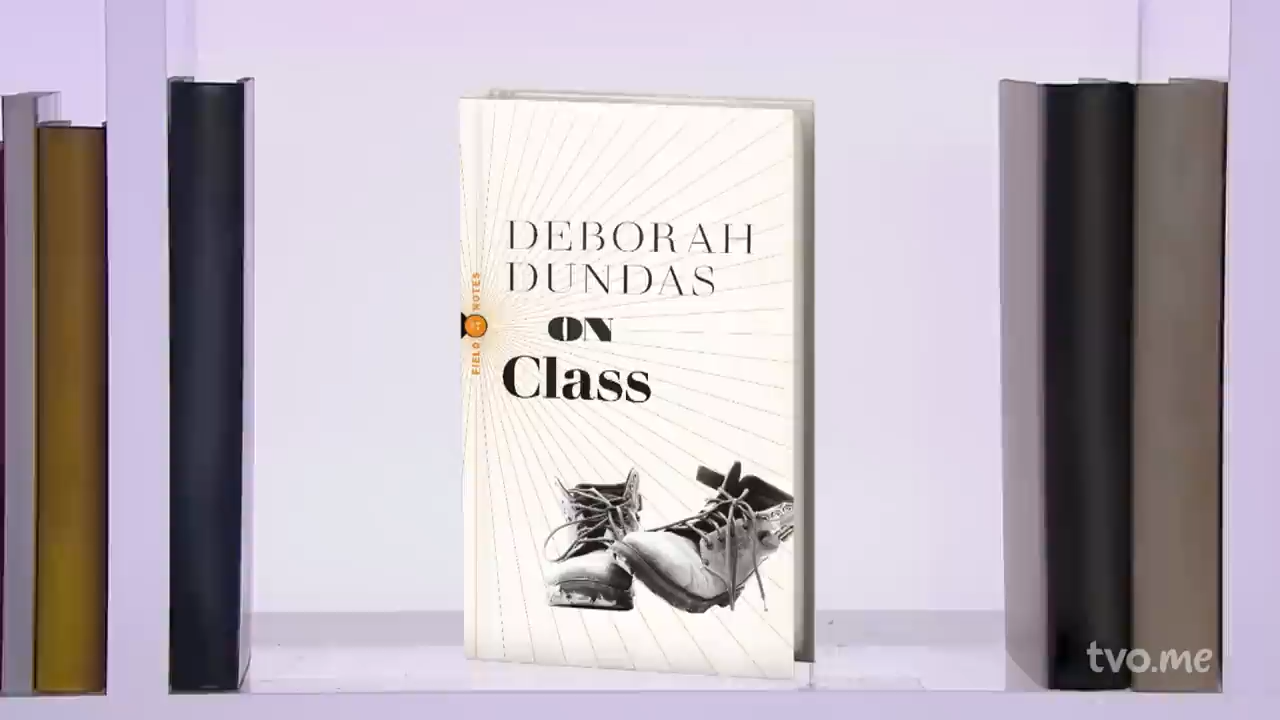 DEBORAH
DUNDAS
ON
Class
FIELD NOTES
tvo.me